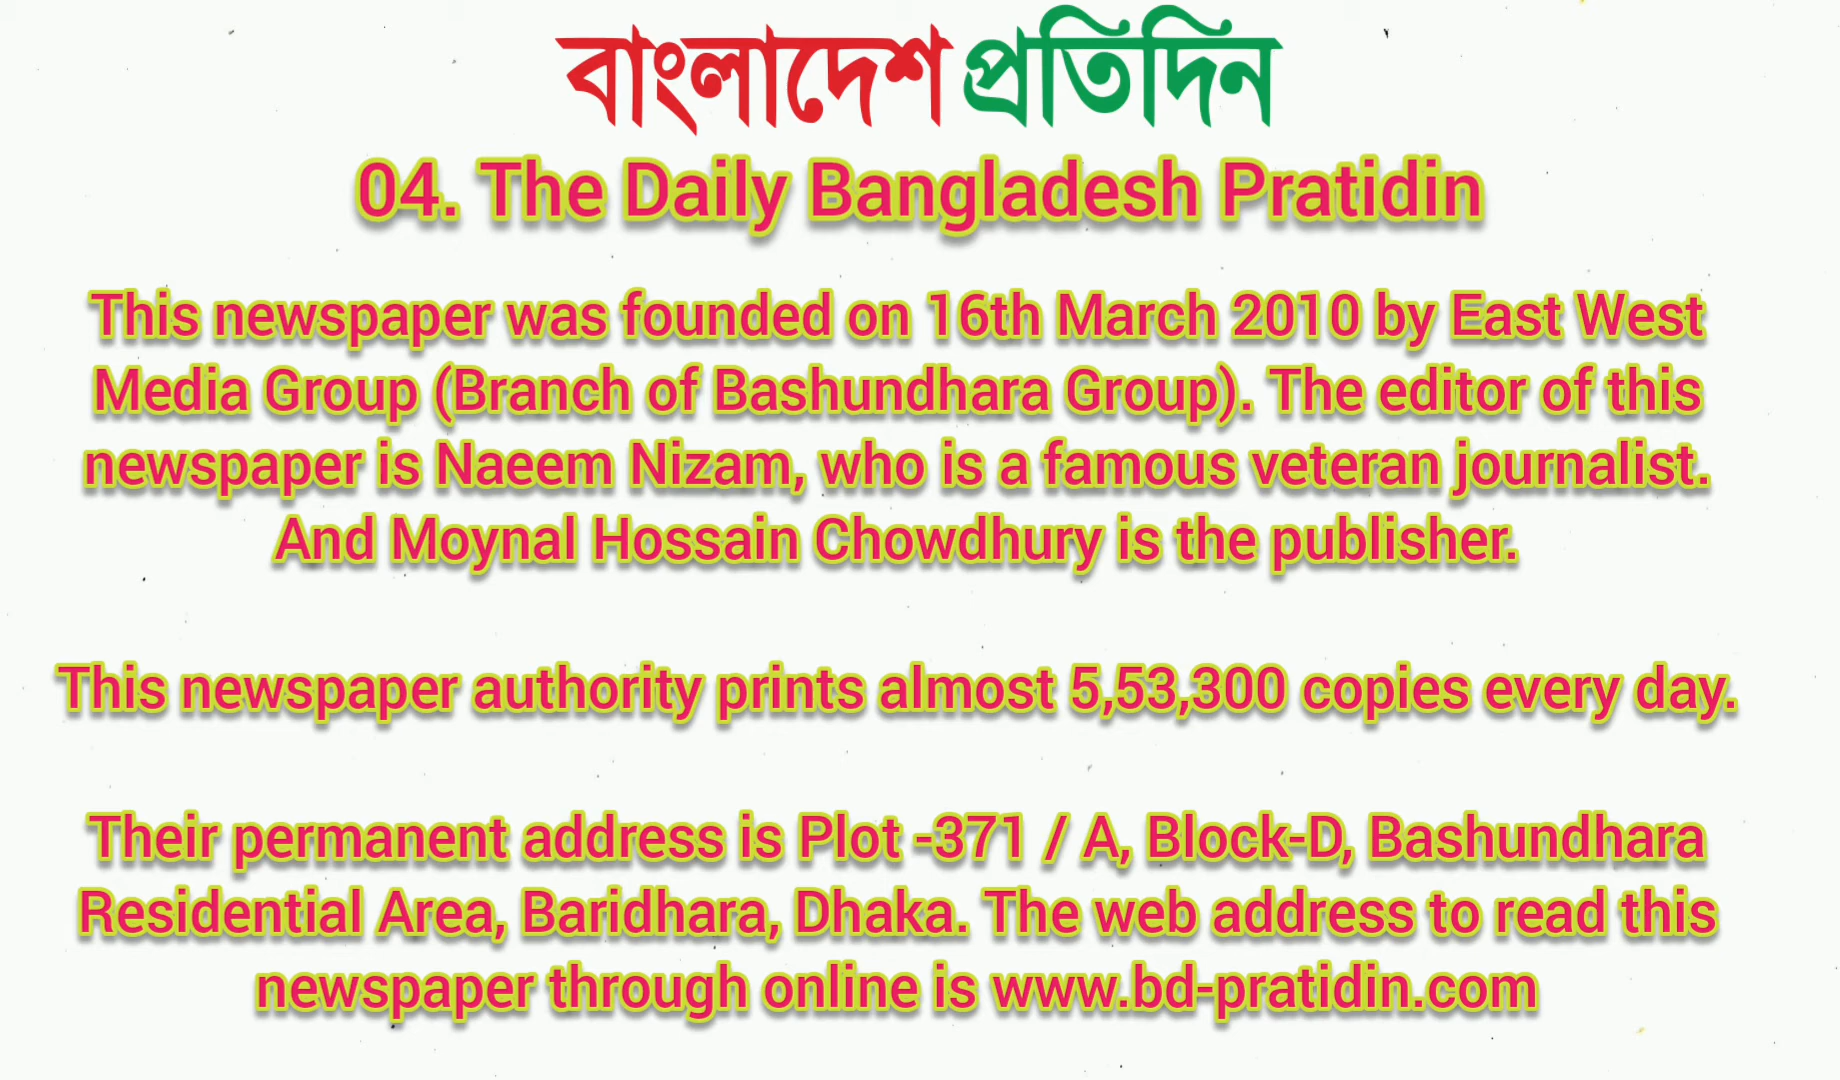 বাংলাদেশ প্রতিদিন
04. The Daily Bangladesh Pratidin
This newspaper was founded on 16th March 2010 by East West
Media Group (Branch of Bashundhara Group). The editor of this
newspaper is Naeem Nizam, who is a famous veteran journalist.
And Moynal Hossain Chowdhury is the publisher.
This newspaper authority prints almost 5,53,300 copies every day.
Their permanent address is Plot -371 / A, Block-D, Bashundhara
Residential Area, Baridhara, Dhaka. The web address to read this
newspaper through online is www.bd-pratidin.com